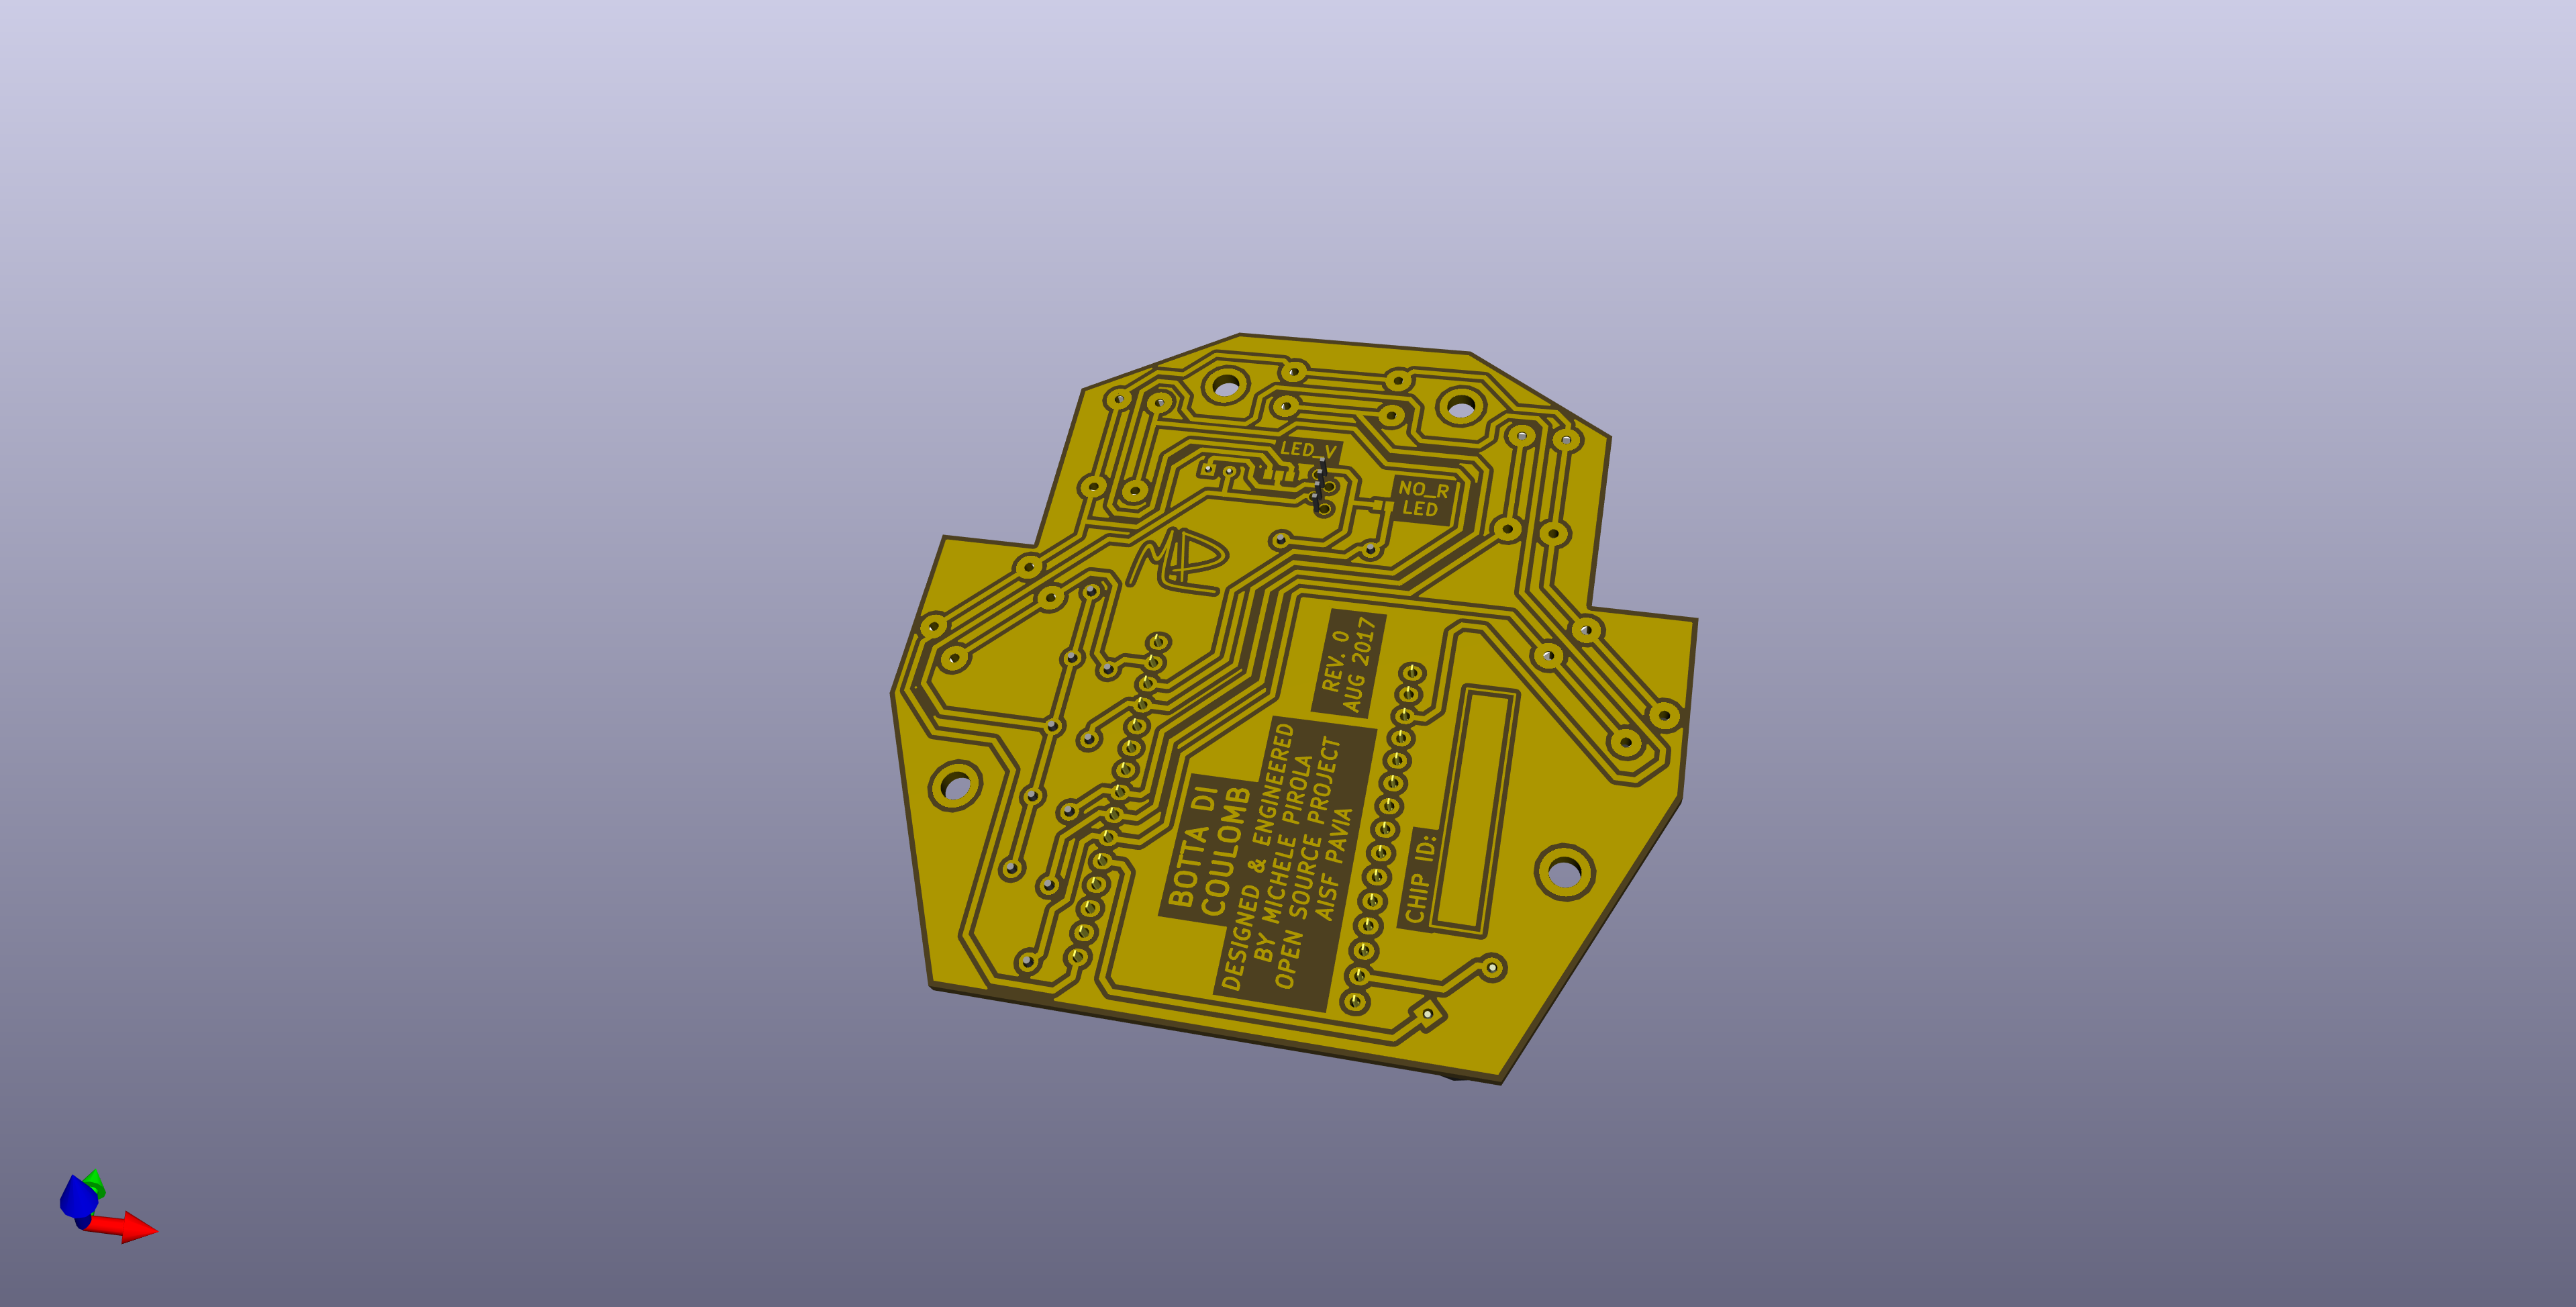 LED_V
NO_R
LED
REV. 0
AUG 2017
BOTTA DI
COULOMB
DESIGNED & ENGINEERED
BY MICHELE PIROLA
OPEN SOURCE PROJECT
AISF PAVIA
CHIP ID: